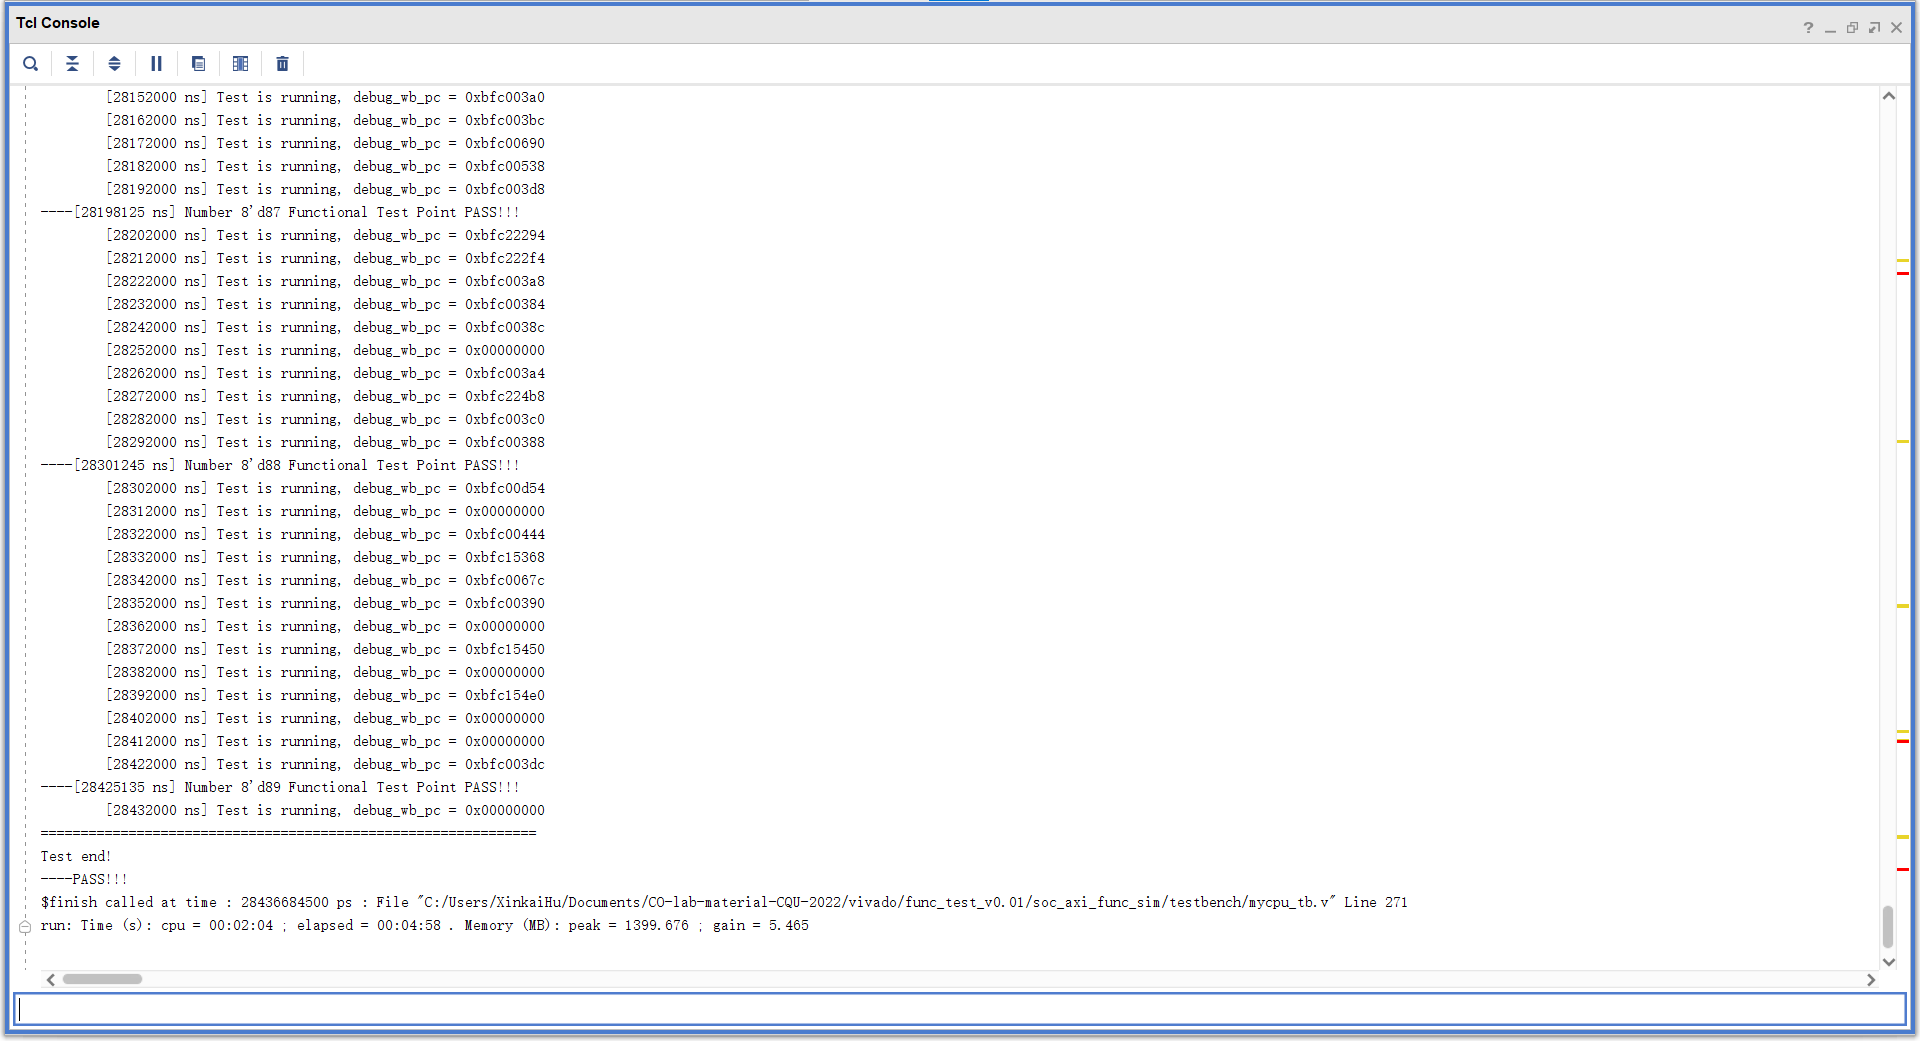 Tcl Console
[28152000 ns] Test is running, debug_wb_pc = 0xbfc003a0
[28162000 ns] Test is running, debug_wb_pc = 0xbfc003bc
[28172000 ns] Test is running, debug_wb_pc = 0xbfc00690
[28182000 ns] Test is running, debug_wb_pc = 0xbfc00538
[28192000 ns] Test is running, debug_wb_pc = 0xbfc003d8
----[28198125 ns] Number 8'd87 Functional Test Point PASS!!!
[28202000 ns] Test is running, debug_wb_pc = 0xbfc22294
[28212000 ns] Test is running, debug_wb_pc = 0xbfc222f4
[28222000 ns] Test is running, debug_wb_pc = 0xbfc003a8
[28232000 ns] Test is running, debug_wb_pc = 0xbfc00384
[28242000 ns] Test is running, debug_wb_pc = 0xbfc0038c
[28252000 ns] Test is running, debug_wb_pc = 0x00000000
[28262000 ns] Test is running, debug_wb_pc = 0xbfc003a4
[28272000 ns] Test is running, debug_wb_pc = 0xbfc224b8
[28282000 ns] Test is running, debug_wb_pc = 0xbfc003c0
[28292000 ns] Test is running, debug_wb_pc = 0xbfc00388
----[28301245 ns] Number 8'd88 Functional Test Point PASS!!!
[28302000 ns] Test is running, debug_wb_pc = 0xbfc00d54
[28312000 ns] Test is running, debug_wb_pc = 0x00000000
[28322000 ns] Test is running, debug_wb_pc = 0xbfc00444
[28332000 ns] Test is running, debug_wb_pc = 0xbfc15368
[28342000 ns] Test is running, debug_wb_pc = 0xbfc0067c
[28352000 ns] Test is running, debug_wb_pc = 0xbfc00390
[28362000 ns] Test is running, debug_wb_pc = 0x00000000
[28372000 ns] Test is running, debug_wb_pc = 0xbfc15450
[28382000 ns] Test is running, debug_wb_pc = 0x00000000
[28392000 ns] Test is running, debug_wb_pc = 0xbfc154e0
[28402000 ns] Test is running, debug_wb_pc = 0x00000000
[28412000 ns] Test is running, debug_wb_pc = 0x00000000
[28422000 ns] Test is running, debug_wb_pc = 0xbfc003dc
----[28425135 ns] Number 8'd89 Functional Test Point PASS!!!
[28432000 ns] Test is running, debug_wb_pc = 0x00000000
==============================================================
Test end!
----PASS!!!
$finish called at time : 28436684500 ps : File "C:/Users/XinkaiHu/Documents/CO-lab-material-CQU-2022/vivado/func_test_v0.01/soc_axi_func_sim/testbench/mycpu_tb.v" Line 271
run: Time (s): cpu = 00:02:04 ; elapsed = 00:04:58 . Memory (MB): peak = 1399.676 ; gain = 5.465